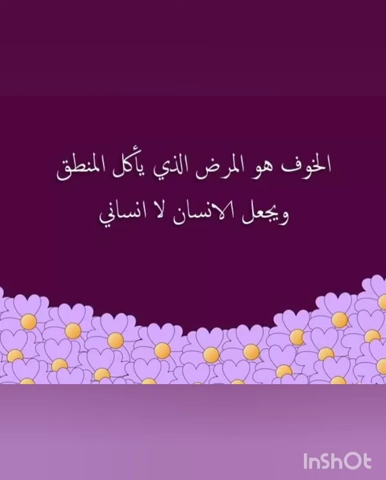 الخوف هو المرض الذي يأكل المنطق
ويجعل الانسان لا انساني
InShOt